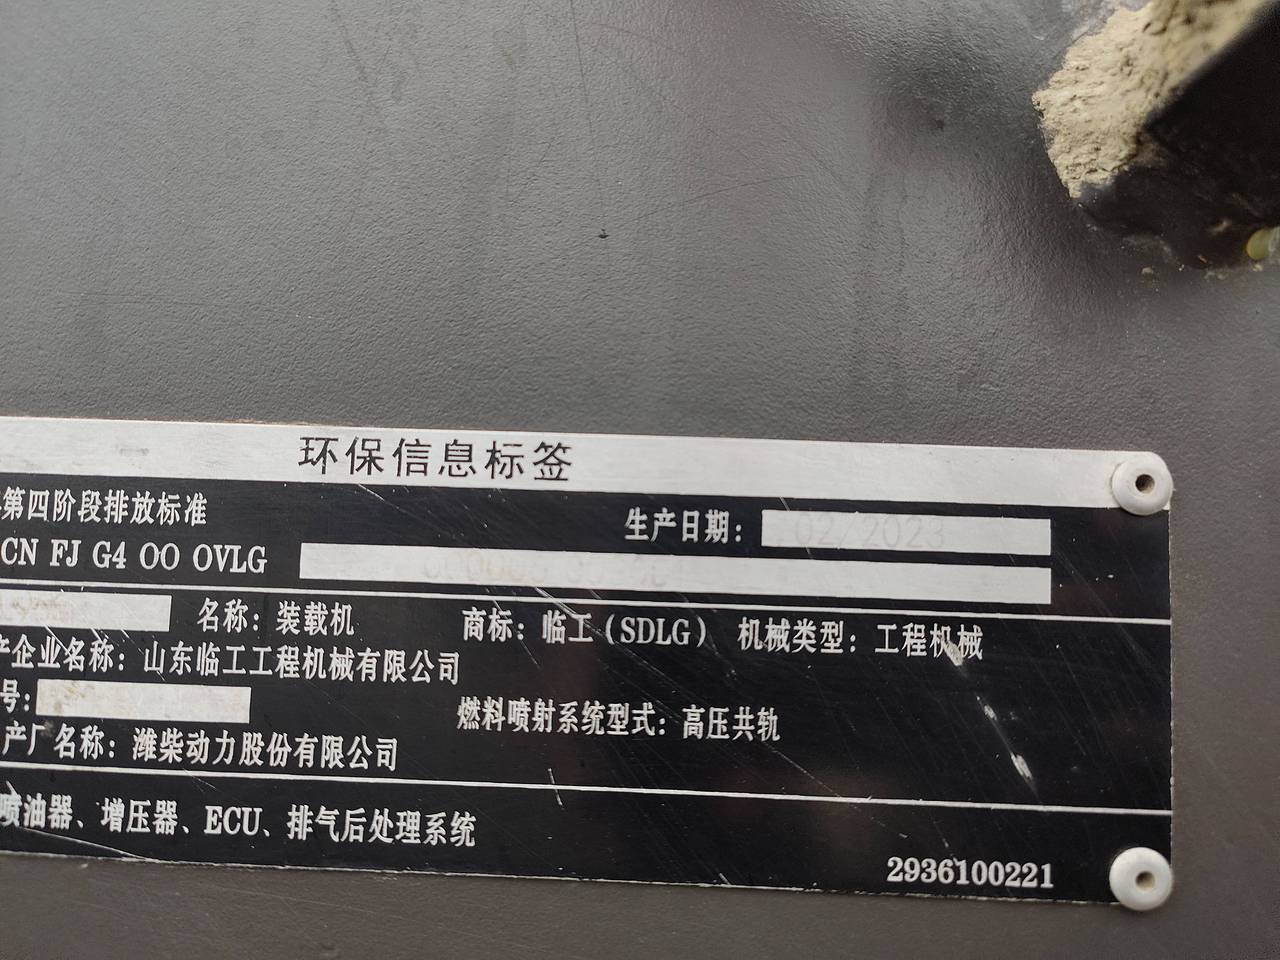 环保信息标签
第四阶段排放标准
生产日期: 02/2023
CN FJ G4 00 0VLG
名称: 装载机 商标: 临工(SDLG) 机械类型: 工程机械
产企业名称: 山东临工工程机械有限公司
号:
燃料喷射系统型式: 高压共轨
产厂名称: 潍柴动力股份有限公司
喷油器、增压器、ECU、排气后处理系统
2936100221